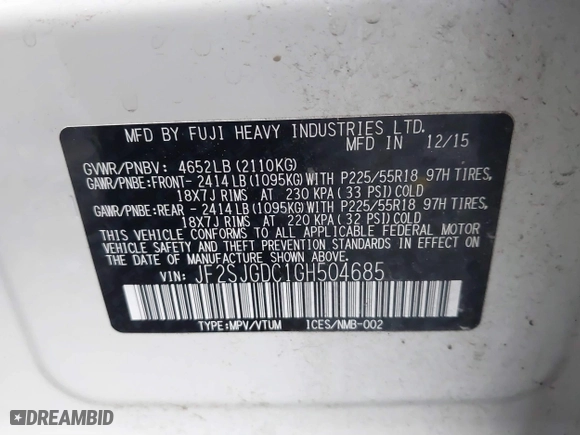 MFD BY FUJI HEAVY INDUSTRIES LTD.
MFD IN 12/15
GVWR/PNBV: 4652LB(2110KG)
GAWR/PNBE:FRONT- 2414LB(1095KG)WITH P225/55R18 97H TIRES,
18X7J RIMS AT 230 KPA( 33 PSI)COLD
GAWR/PNBE:REAR - 2414LB(1095KG)WITH P225/55R18 97H TIRES,
18X7J RIMS AT 220 KPA( 32 PSI)COLD
THIS VEHICLE CONFORMS TO ALL APPLICABLE FEDERAL MOTOR
VEHICLE SAFETY AND THEFT PREVENTION STANDARDS IN EFFECT
ON THE DATE OF MANUFACTURE SHOWN ABOVE.
VIN: JF2SJGDC1GH504685
TYPE:MPV/VTUM ICES/NMB-002
DREAMBID